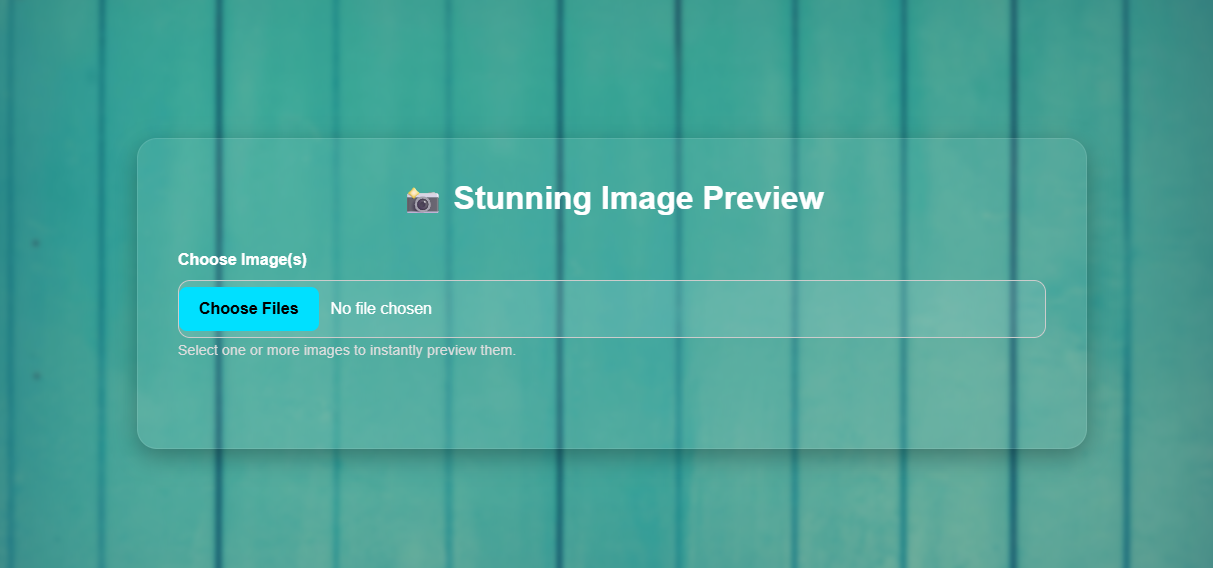 📸 Stunning Image Preview
Choose Image(s)
Choose Files No file chosen
Select one or more images to instantly preview them.